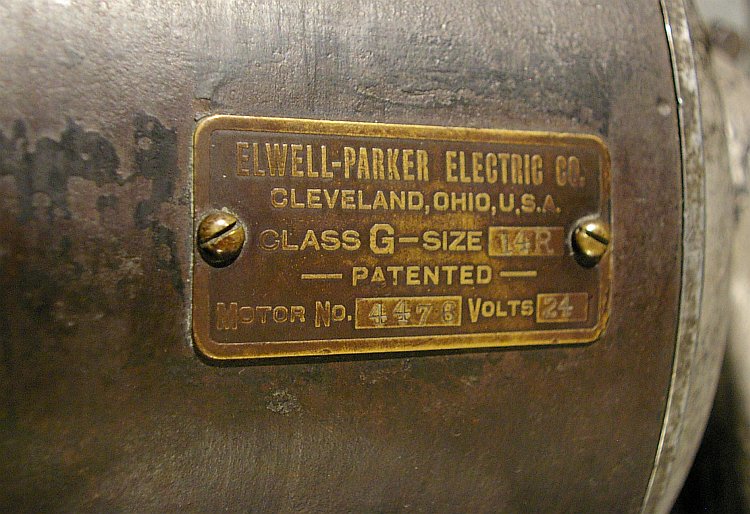 ELWELL-PARKER ELECTRIC CO.
CLEVELAND, OHIO, U.S.A.
CLASS G-SIZE 14R
— PATENTED —
MOTOR NO. 4476 VOLTS 24